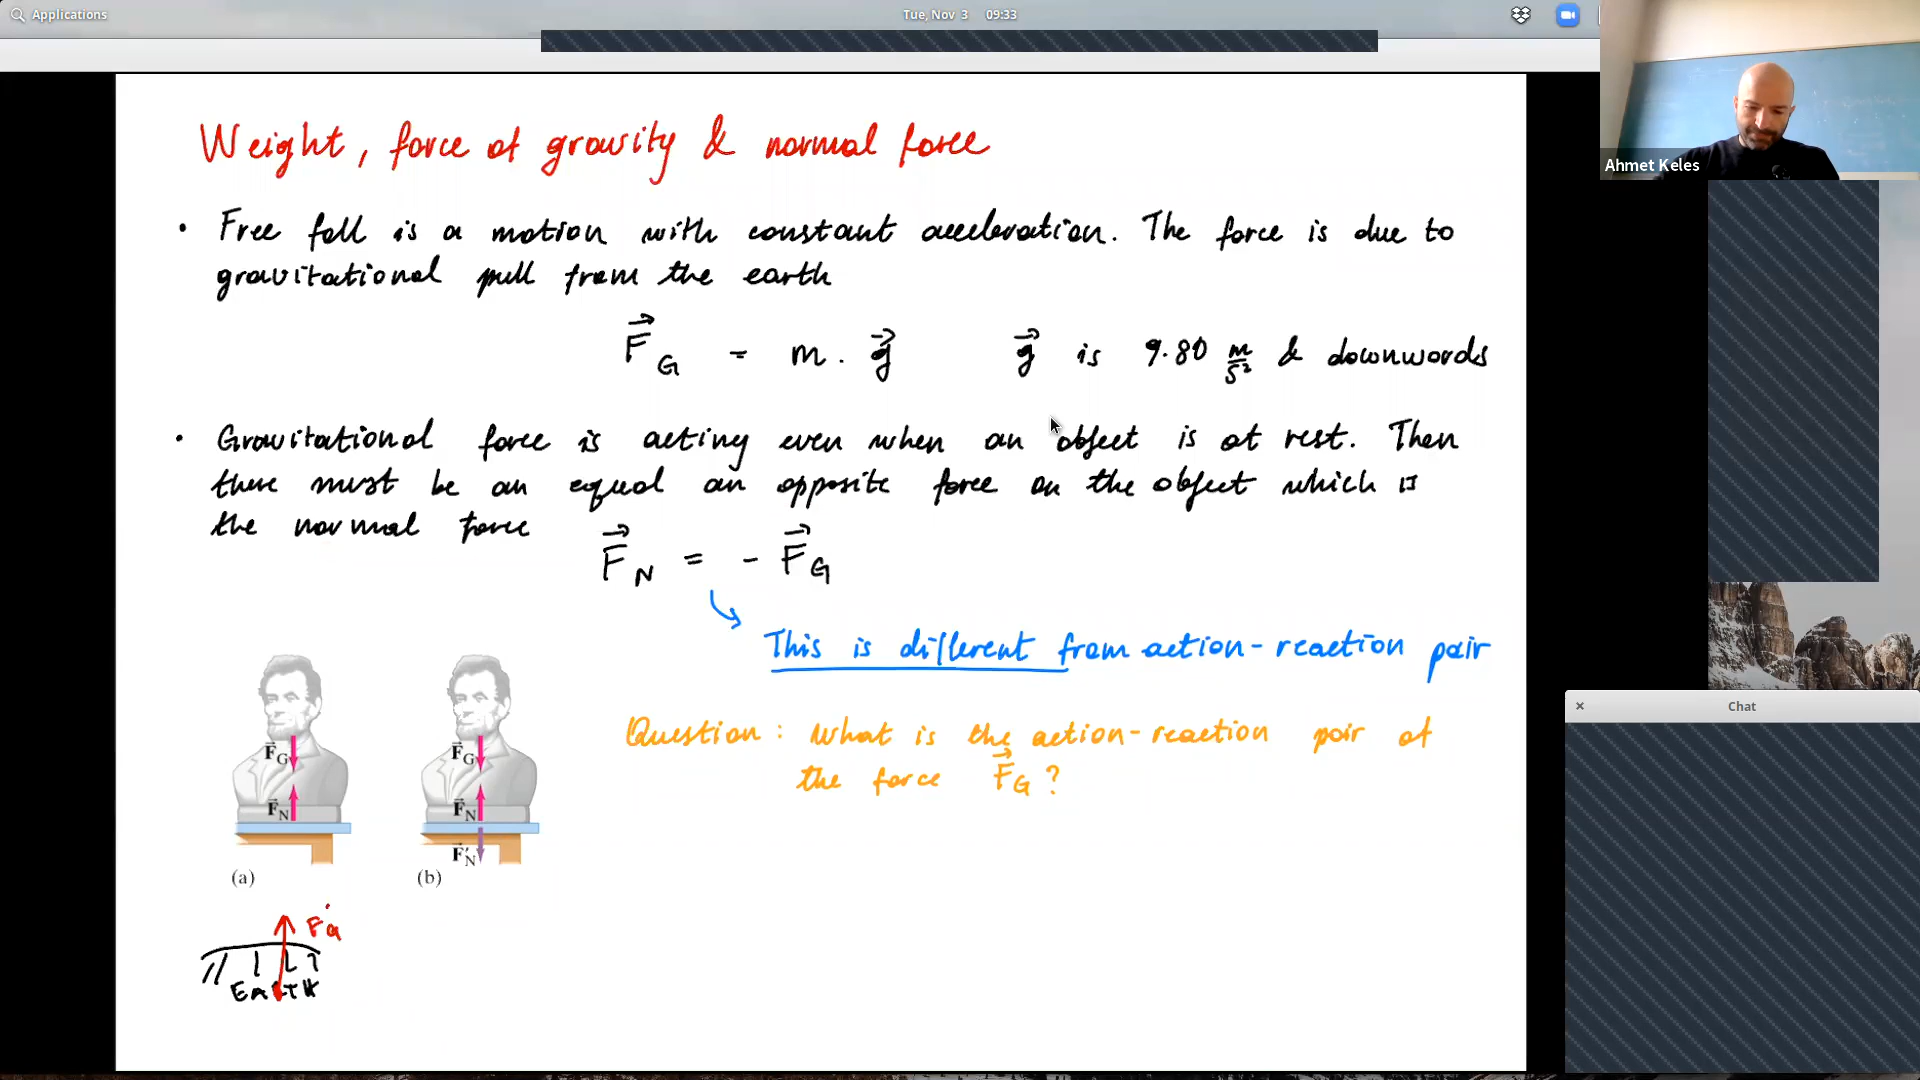 Applications
Tue, Nov 3 09:33
Ahmet Keles
Weight, force of gravity & normal force
• Free fall is a motion with constant acceleration. The force is due to
gravitational pull from the earth
F⃗G = m . g⃗ g⃗ is 9.80 m/s² & downwards
• Gravitational force is acting even when an object is at rest. Then
there must be an equal an opposite force on the object which is
the normal force
F⃗N = - F⃗G
This is different from action-reaction pair
Question: What is the action-reaction pair of
the force F⃗G ?
F⃗G
F⃗N
(a)
F⃗G
F⃗N
F⃗′N
(b)
FG
EARTH
Chat